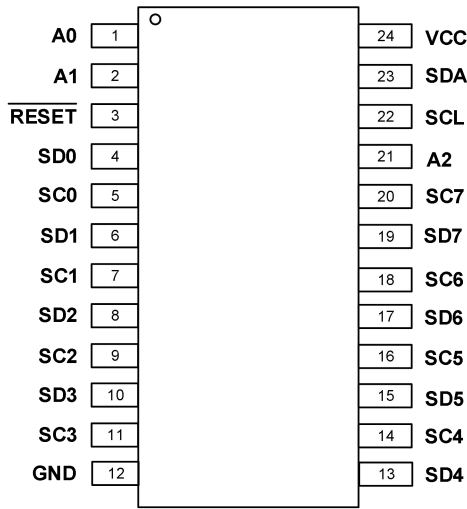 A0 1 24 VCC
A1 2 23 SDA
RESET 3 22 SCL
SD0 4 21 A2
SC0 5 20 SC7
SD1 6 19 SD7
SC1 7 18 SC6
SD2 8 17 SD6
SC2 9 16 SC5
SD3 10 15 SD5
SC3 11 14 SC4
GND 12 13 SD4